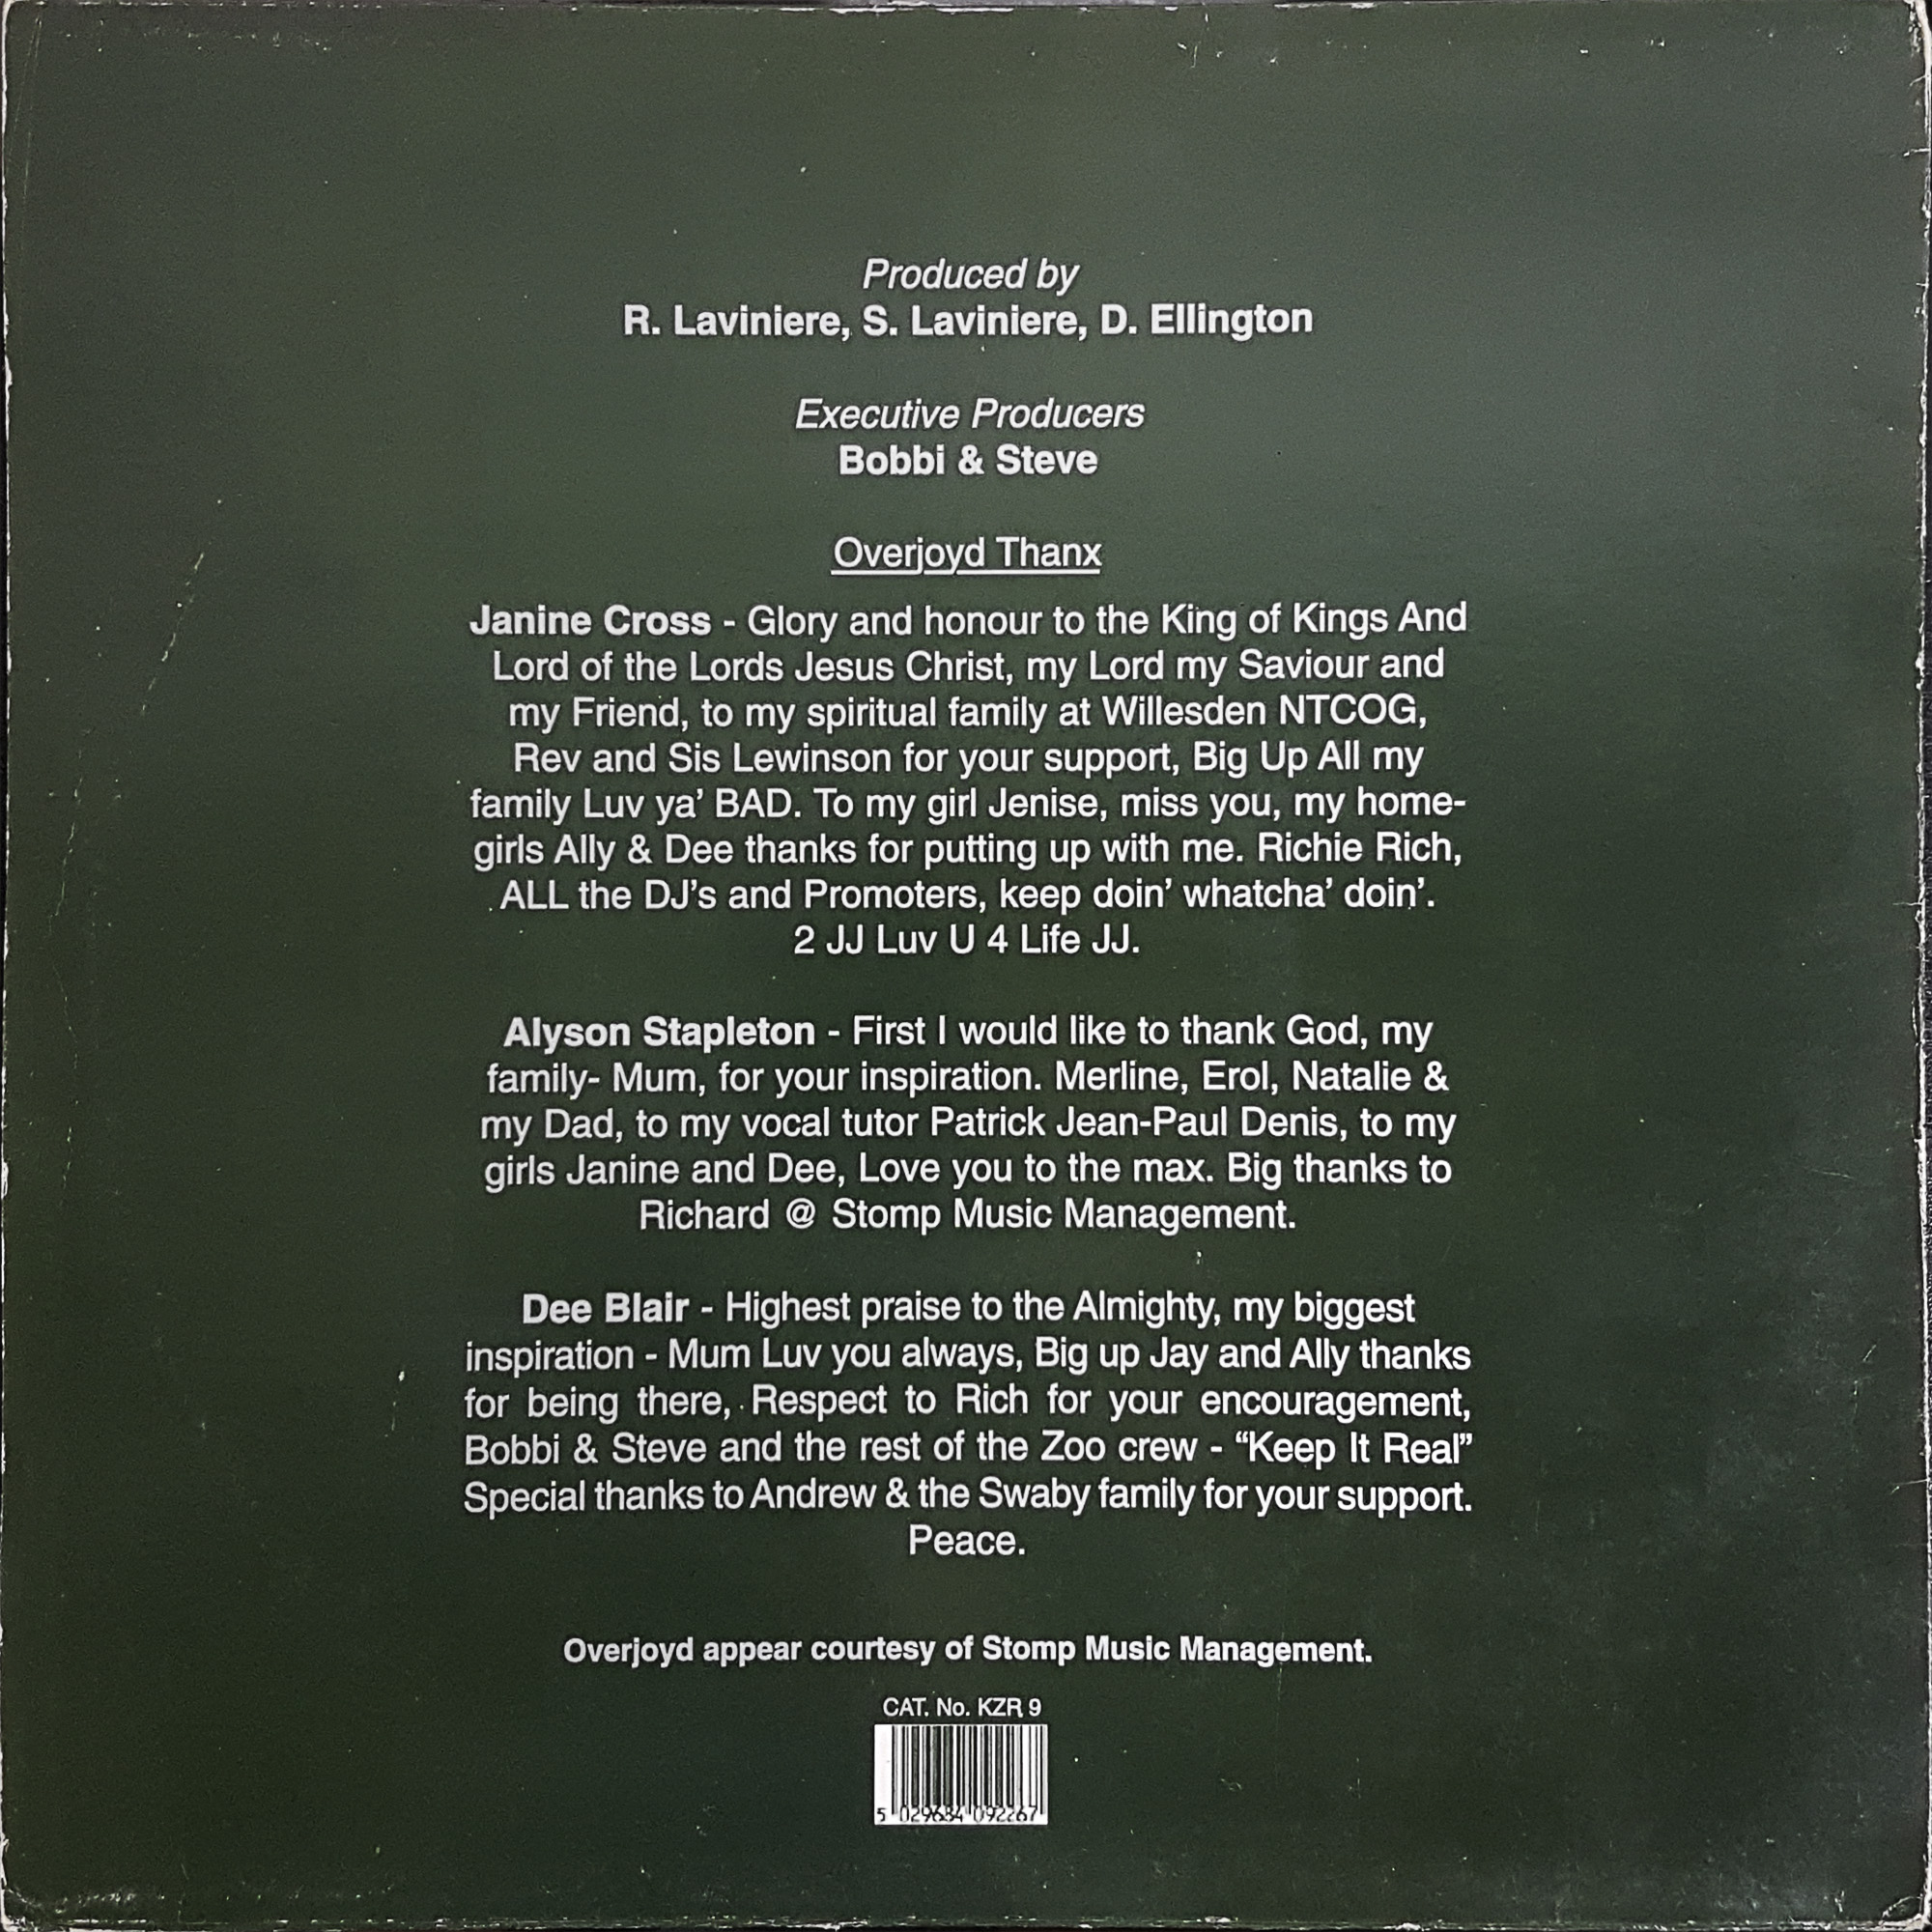 Produced by
R. Laviniere, S. Laviniere, D. Ellington
Executive Producers
Bobbi & Steve
Overjoyd Thanx
Janine Cross - Glory and honour to the King of Kings And
Lord of the Lords Jesus Christ, my Lord my Saviour and
my Friend, to my spiritual family at Willesden NTCOG,
Rev and Sis Lewinson for your support, Big Up All my
family Luv ya’ BAD. To my girl Jenise, miss you, my home-
girls Ally & Dee thanks for putting up with me. Richie Rich,
ALL the DJ’s and Promoters, keep doin’ whatcha’ doin’.
2 JJ Luv U 4 Life JJ.
Alyson Stapleton - First I would like to thank God, my
family- Mum, for your inspiration. Merline, Erol, Natalie &
my Dad, to my vocal tutor Patrick Jean-Paul Denis, to my
girls Janine and Dee, Love you to the max. Big thanks to
Richard @ Stomp Music Management.
Dee Blair - Highest praise to the Almighty, my biggest
inspiration - Mum Luv you always, Big up Jay and Ally thanks
for being there, Respect to Rich for your encouragement,
Bobbi & Steve and the rest of the Zoo crew - “Keep It Real”
Special thanks to Andrew & the Swaby family for your support.
Peace.
Overjoyd appear courtesy of Stomp Music Management.
CAT. No. KZR 9
5 029684 092267